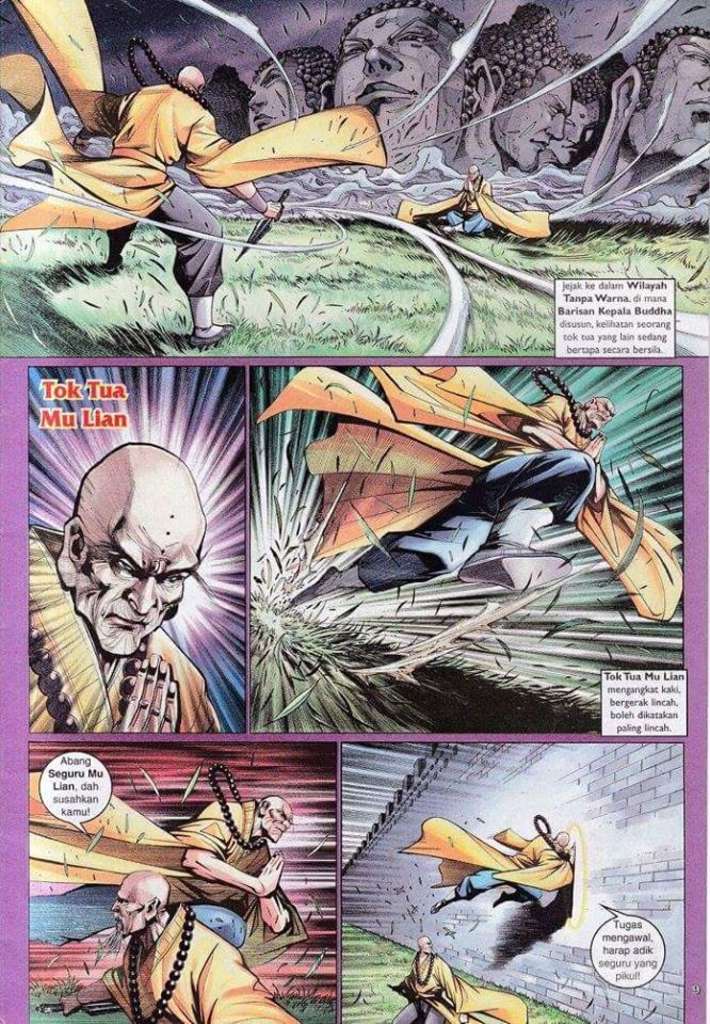 Jejak ke dalam Wilayah
Tanpa Warna, di mana
Barisan Kepala Buddha
disusun, kelihatan seorang
tok tua yang lain sedang
bertapa secara bersila.
Tok Tua
Mu Lian
Tok Tua Mu Lian
mengangkat kaki,
bergerak lincah,
boleh dikatakan
paling lincah.
Abang
Seguru Mu
Lian, dah
susahkan
kamu!
Tugas
mengawal,
harap adik
seguru yang
pikul!
9